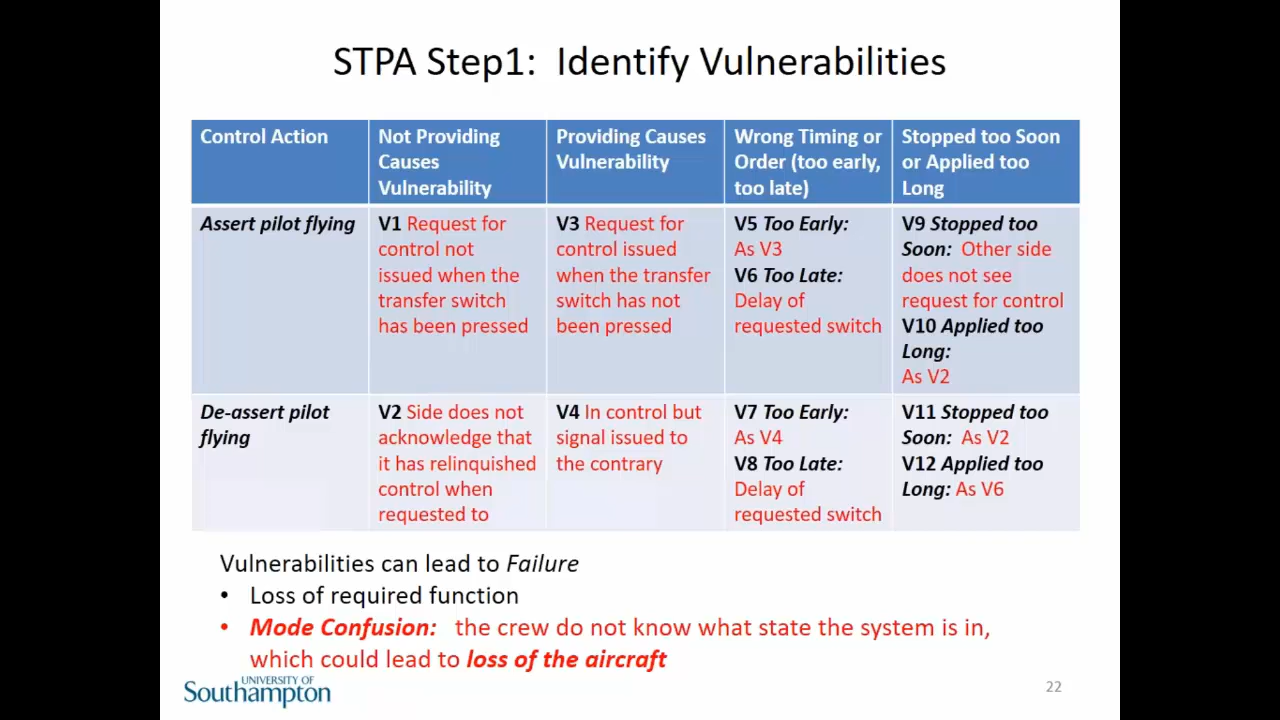 STPA Step1:  Identify Vulnerabilities
Control Action
Not Providing
Causes
Vulnerability
Providing Causes
Vulnerability
Wrong Timing or
Order (too early,
too late)
Stopped too Soon
or Applied too
Long
Assert pilot flying
V1 Request for
control not
issued when the
transfer switch
has been pressed
V3 Request for
control issued
when the transfer
switch has not
been pressed
V5 Too Early:
As V3
V6 Too Late:
Delay of
requested switch
V9 Stopped too
Soon:  Other side
does not see
request for control
V10 Applied too
Long:
As V2
De-assert pilot
flying
V2 Side does not
acknowledge that
it has relinquished
control when
requested to
V4 In control but
signal issued to
the contrary
V7 Too Early:
As V4
V8 Too Late:
Delay of
requested switch
V11 Stopped too
Soon:  As V2
V12 Applied too
Long: As V6
Vulnerabilities can lead to Failure
• Loss of required function
• Mode Confusion:  the crew do not know what state the system is in,
which could lead to loss of the aircraft
UNIVERSITY OF
Southampton
22